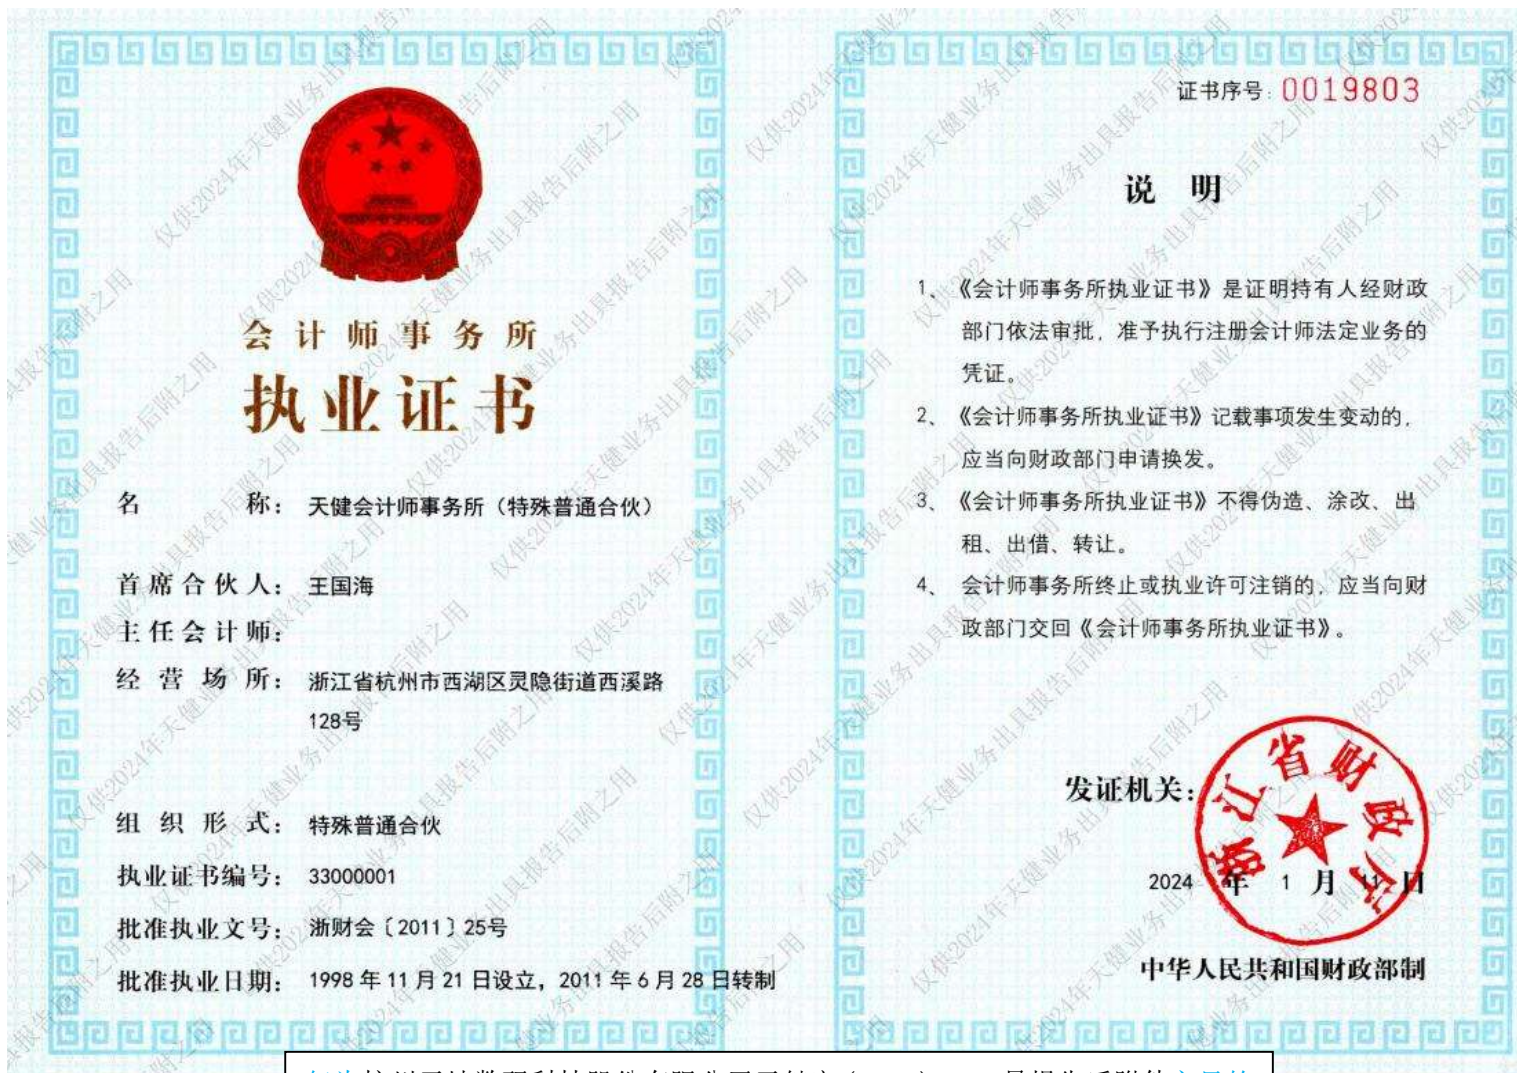 会计师事务所
执业证书
名称：天健会计师事务所（特殊普通合伙）
首席合伙人：王国海
主任会计师：
经营场所：浙江省杭州市西湖区灵隐街道西溪路
128号
组织形式：特殊普通合伙
执业证书编号：33000001
批准执业文号：浙财会〔2011〕25号
批准执业日期：1998年11月21日设立，2011年6月28日转制
证书序号：0019803
说明
1、《会计师事务所执业证书》是证明持有人经财政
部门依法审批，准予执行注册会计师法定业务的
凭证。
2、《会计师事务所执业证书》记载事项发生变动的，
应当向财政部门申请换发。
3、《会计师事务所执业证书》不得伪造、涂改、出
租、出借、转让。
4、会计师事务所终止或执业许可注销的，应当向财
政部门交回《会计师事务所执业证书》。
发证机关：
浙江省财政厅
2024年1月11日
中华人民共和国财政部制
仅供2024年天健业务出具报告后附之用